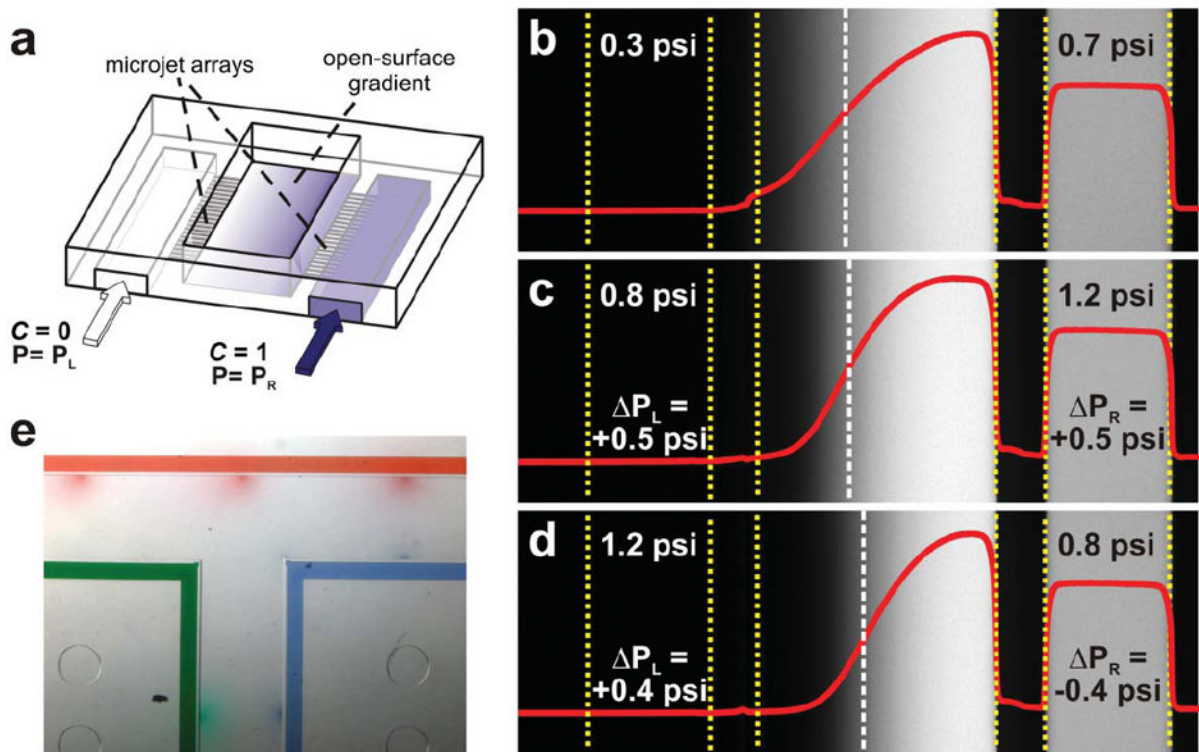 a
microjet arrays
open-surface
gradient
C = 0
P= P_L
C = 1
P= P_R
b
0.3 psi
0.7 psi
c
0.8 psi
1.2 psi
ΔP_L =
+0.5 psi
ΔP_R =
+0.5 psi
d
1.2 psi
0.8 psi
ΔP_L =
+0.4 psi
ΔP_R =
-0.4 psi
e